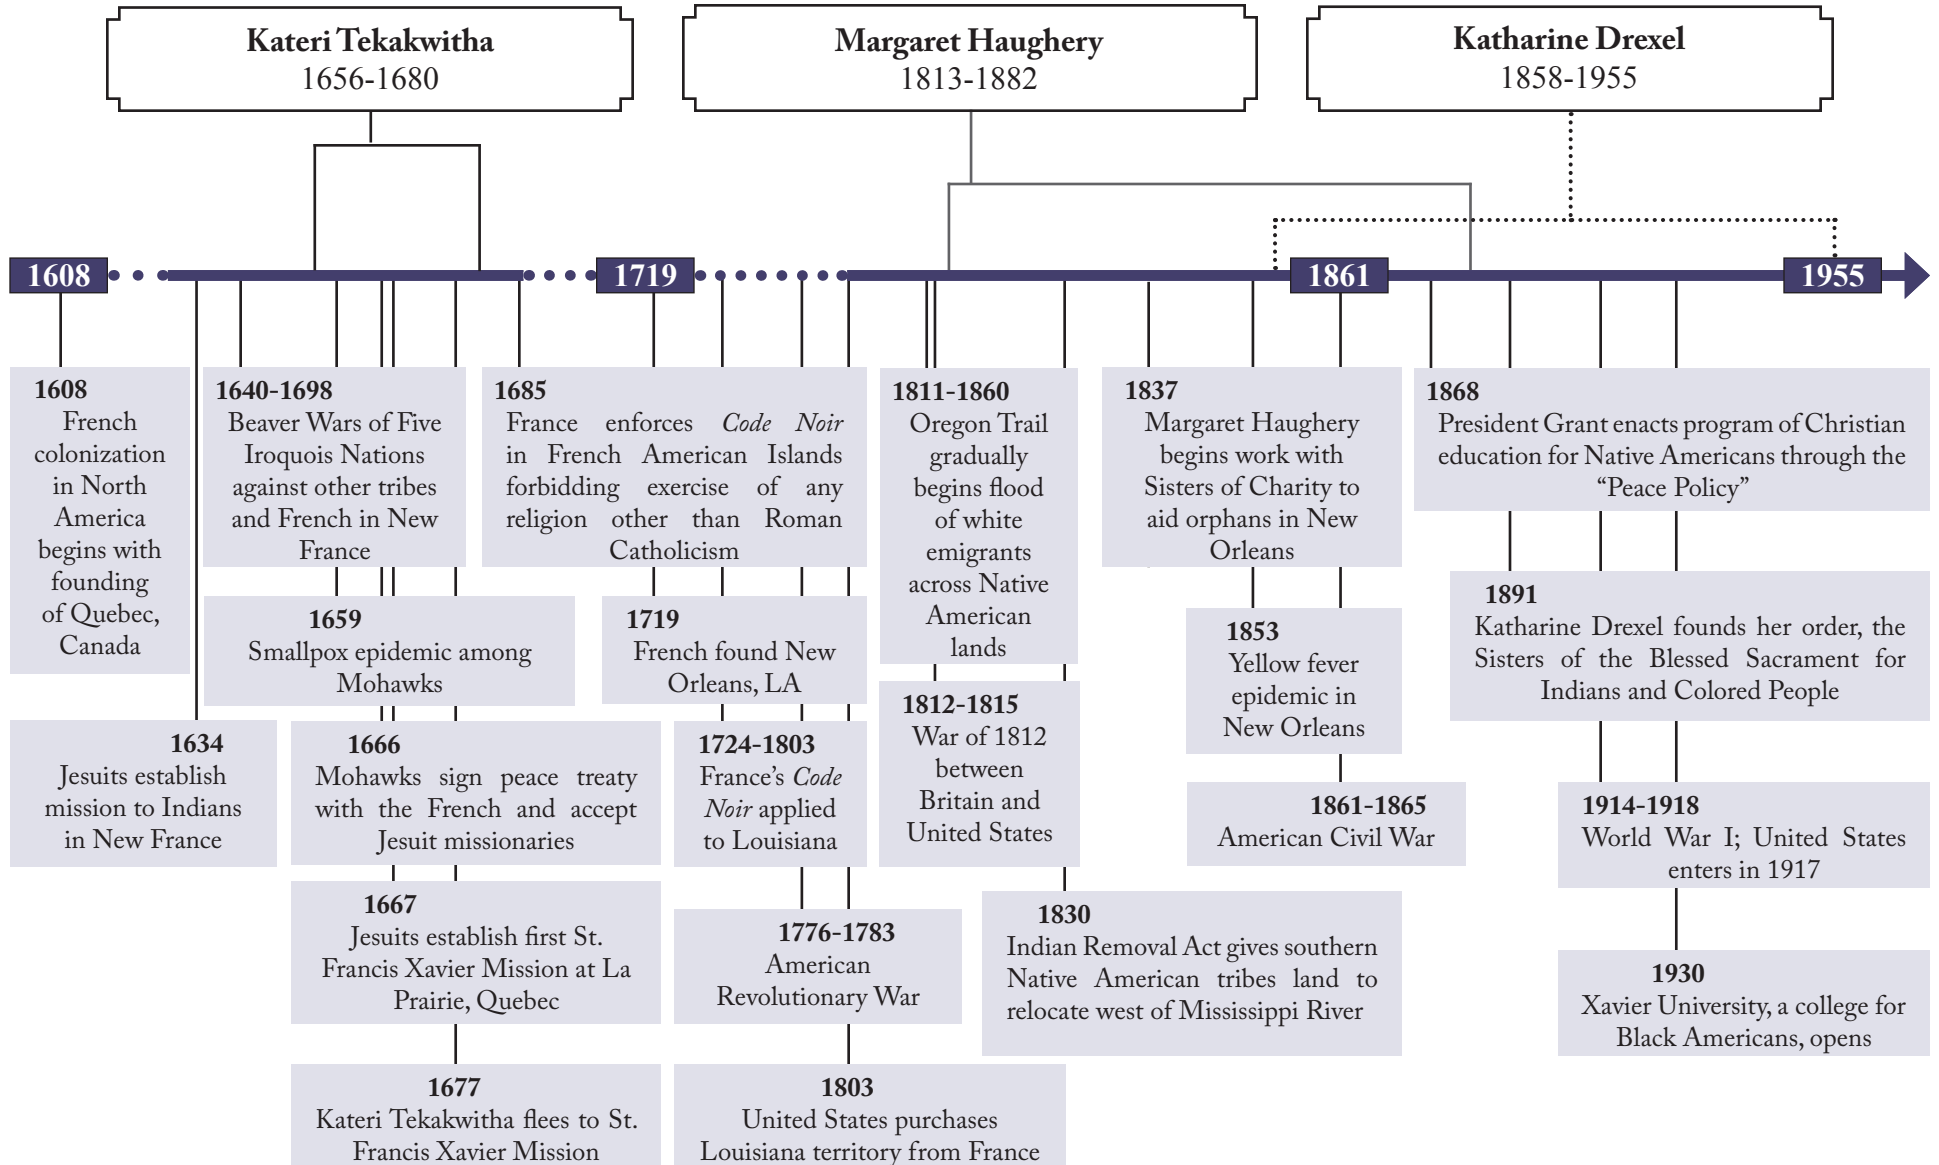 Kateri Tekakwitha
1656-1680
Margaret Haughery
1813-1882
Katharine Drexel
1858-1955
1608
1719
1861
1955
1608
French
colonization
in North
America
begins with
founding
of Quebec,
Canada
1634
Jesuits establish
mission to Indians
in New France
1640-1698
Beaver Wars of Five
Iroquois Nations
against other tribes
and French in New
France
1659
Smallpox epidemic among
Mohawks
1666
Mohawks sign peace treaty
with the French and accept
Jesuit missionaries
1667
Jesuits establish first St.
Francis Xavier Mission at La
Prairie, Quebec
1677
Kateri Tekakwitha flees to St.
Francis Xavier Mission
1685
France enforces Code Noir
in French American Islands
forbidding exercise of any
religion other than Roman
Catholicism
1719
French found New
Orleans, LA
1724-1803
France’s Code
Noir applied
to Louisiana
1776-1783
American
Revolutionary War
1803
United States purchases
Louisiana territory from France
1811-1860
Oregon Trail
gradually
begins flood
of white
emigrants
across Native
American
lands
1812-1815
War of 1812
between
Britain and
United States
1830
Indian Removal Act gives southern
Native American tribes land to
relocate west of Mississippi River
1837
Margaret Haughery
begins work with
Sisters of Charity to
aid orphans in New
Orleans
1853
Yellow fever
epidemic in
New Orleans
1861-1865
American Civil War
1868
President Grant enacts program of Christian
education for Native Americans through the
“Peace Policy”
1891
Katharine Drexel founds her order, the
Sisters of the Blessed Sacrament for
Indians and Colored People
1914-1918
World War I; United States
enters in 1917
1930
Xavier University, a college for
Black Americans, opens